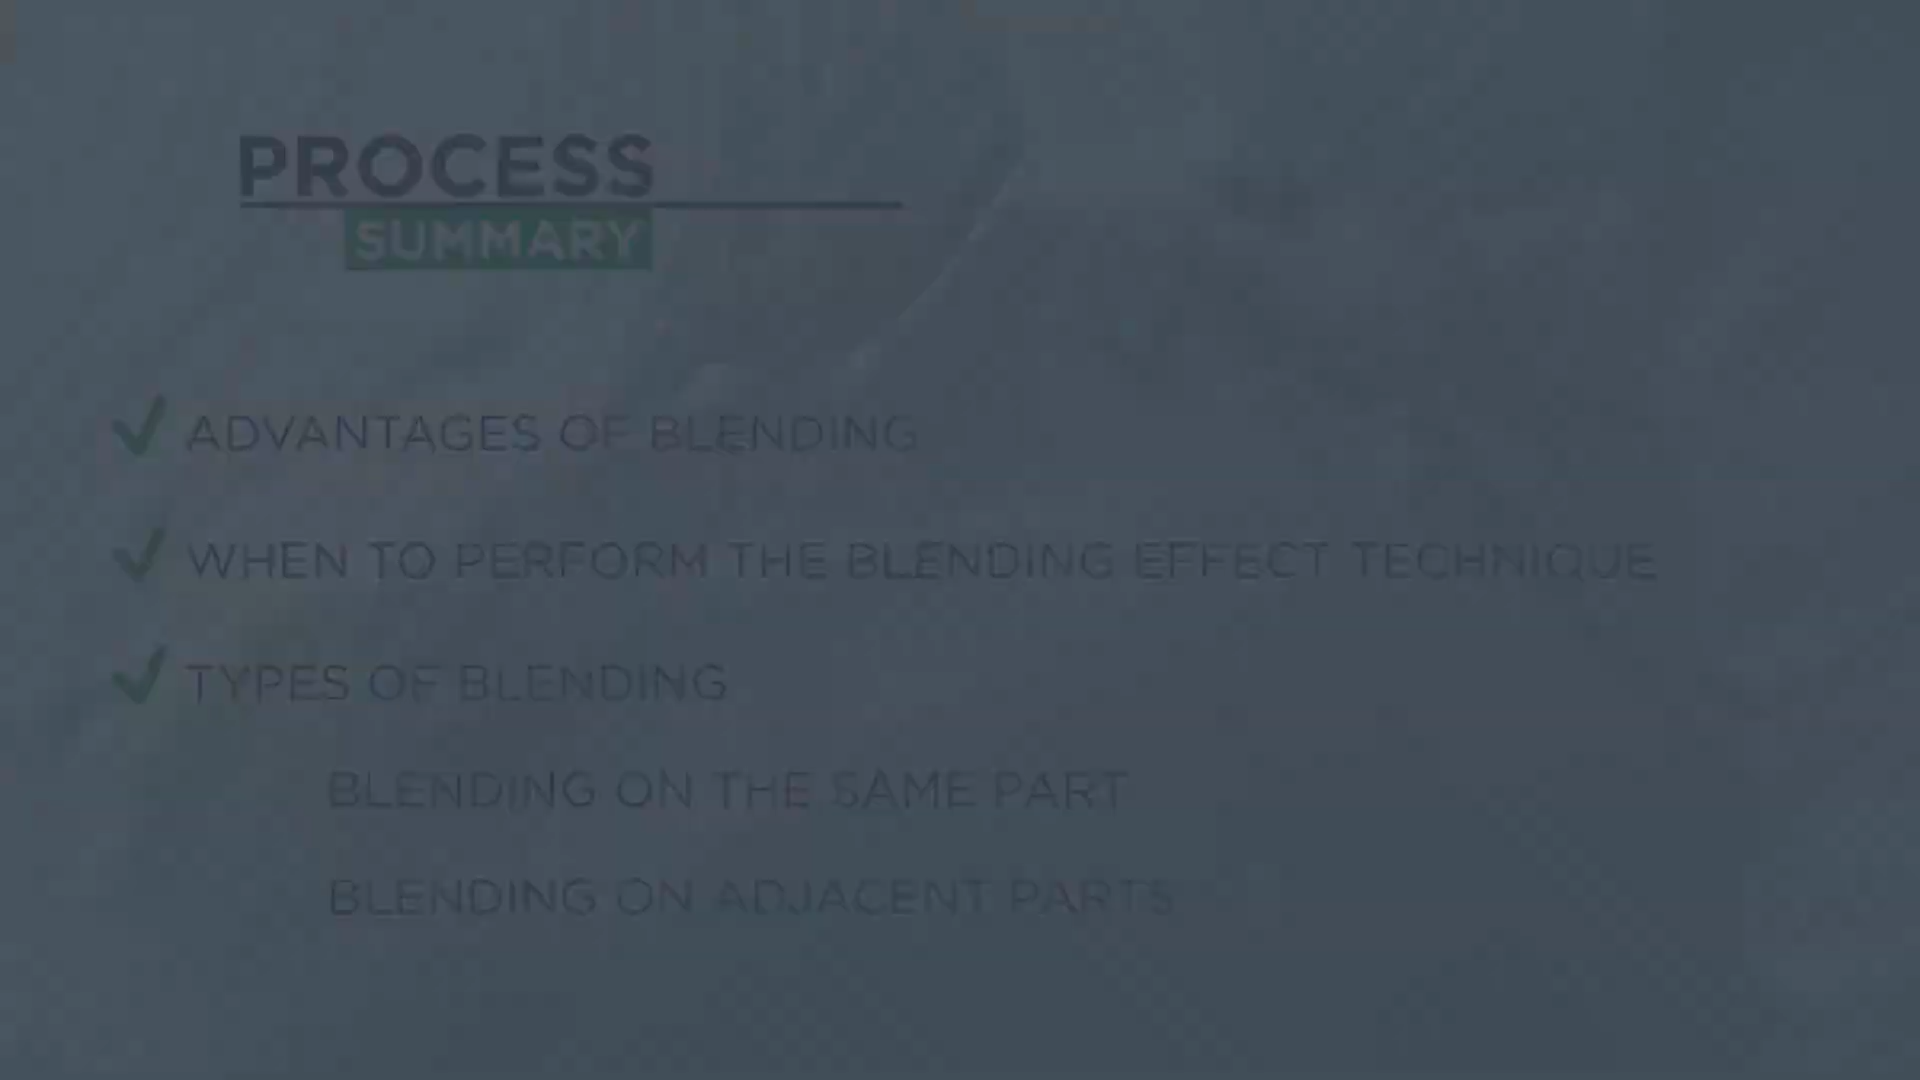 PROCESS
SUMMARY
ADVANTAGES OF BLENDING
WHEN TO PERFORM THE BLENDING EFFECT TECHNIQUE
TYPES OF BLENDING
BLENDING ON THE SAME PART
BLENDING ON ADJACENT PARTS